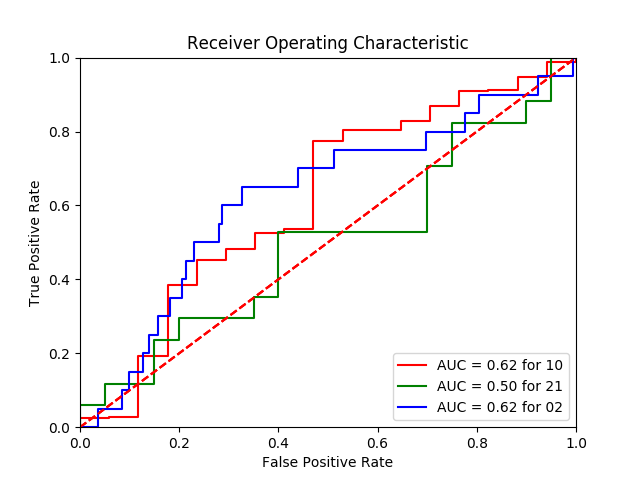 Receiver Operating Characteristic
True Positive Rate
1.0
0.8
0.6
0.4
0.2
0.0
0.0 0.2 0.4 0.6 0.8 1.0
False Positive Rate
AUC = 0.62 for 10
AUC = 0.50 for 21
AUC = 0.62 for 02